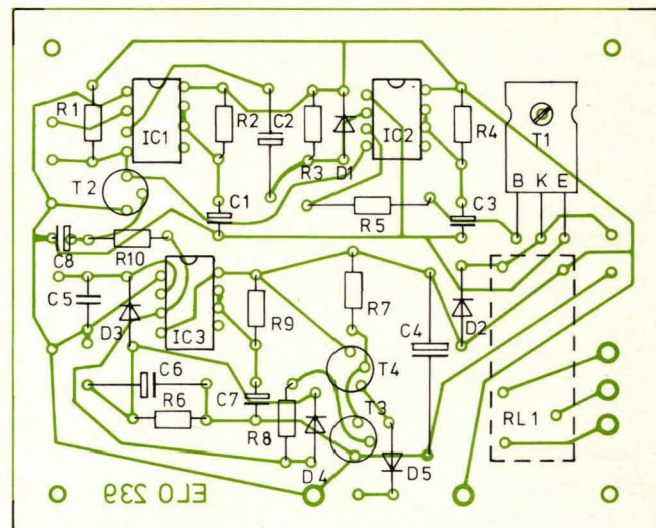 R1
IC1
R2
C2
R3
D1
IC2
R4
T1
B K E
T2
C1
R5
C3
C8
R10
C5
D3
IC3
R9
R7
C4
D2
T4
C6
R6
C7
R8
T3
D4
D5
RL1
ELO 239